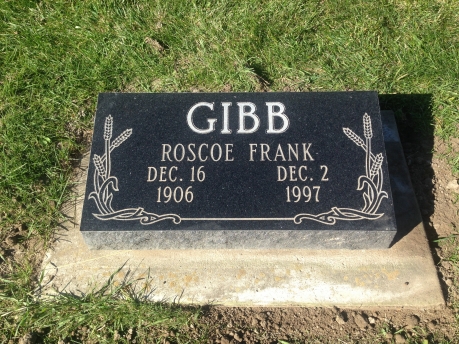 GIBB
ROSCOE FRANK
DEC. 16 DEC. 2
1906 1997